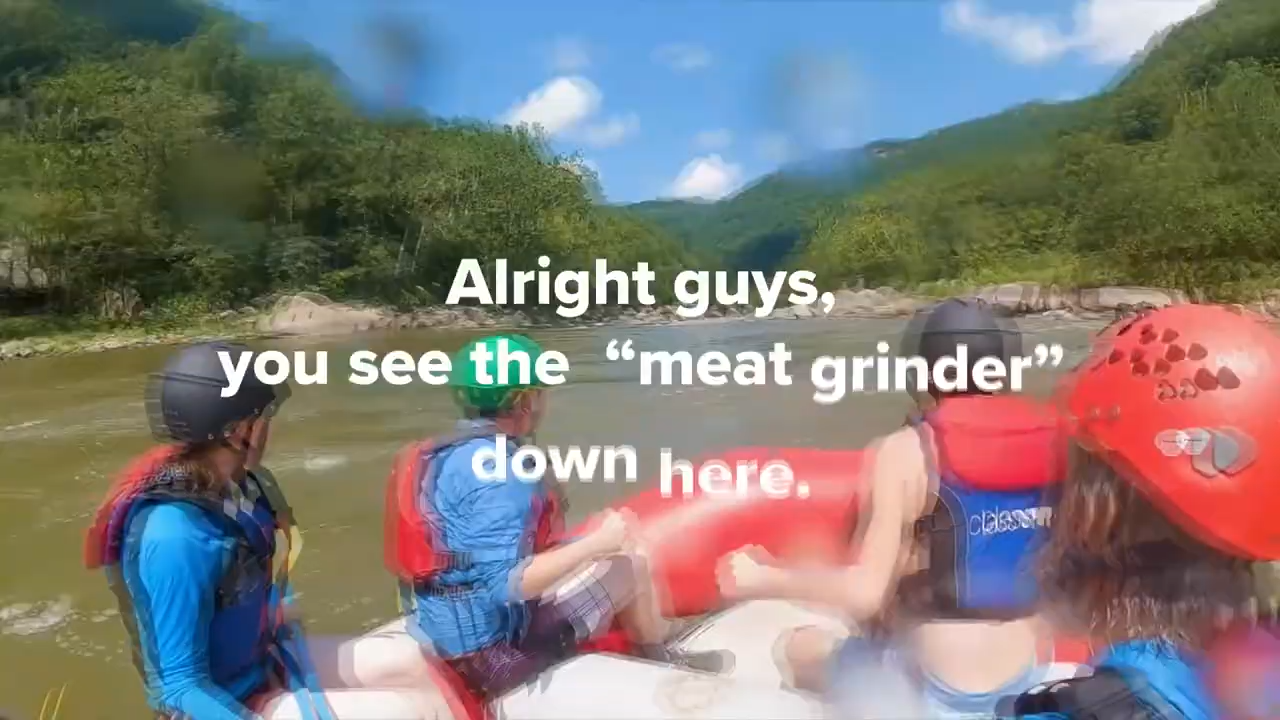 Alright guys,
you see the “meat grinder”
down here.